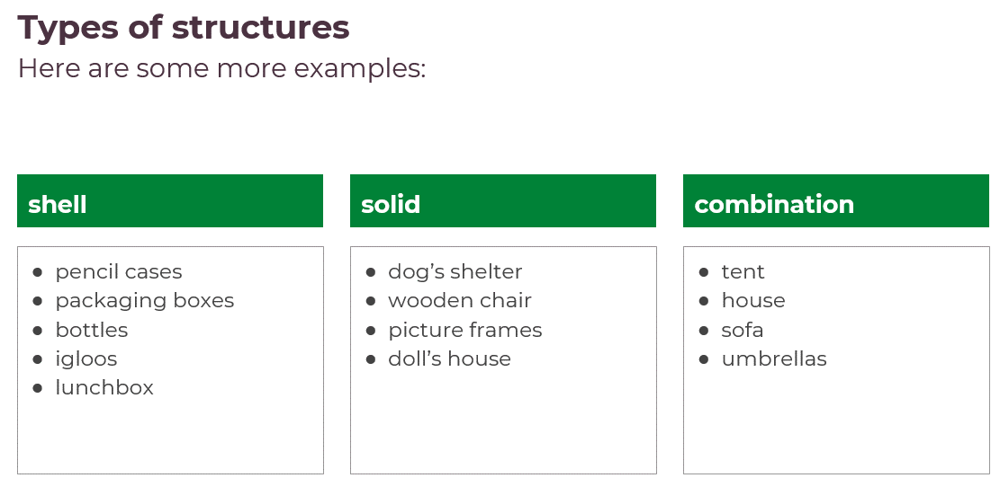 Types of structures
Here are some more examples:
shell
● pencil cases
● packaging boxes
● bottles
● igloos
● lunchbox
solid
● dog’s shelter
● wooden chair
● picture frames
● doll’s house
combination
● tent
● house
● sofa
● umbrellas